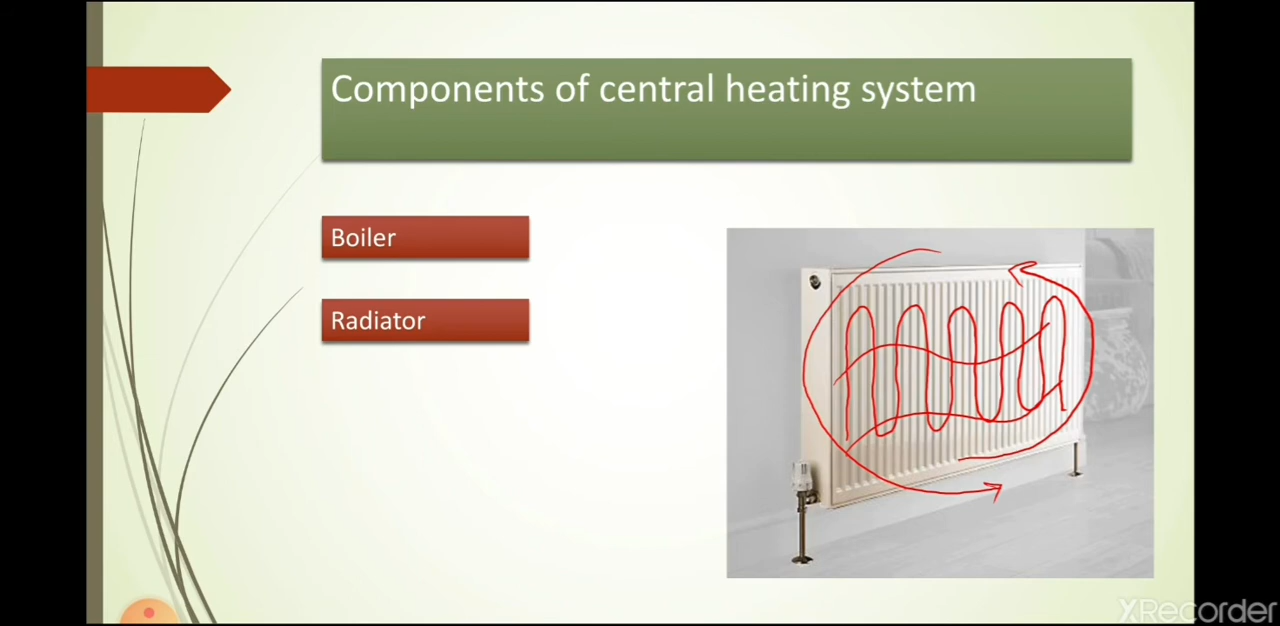 Components of central heating system
Boiler
Radiator
XRecorder